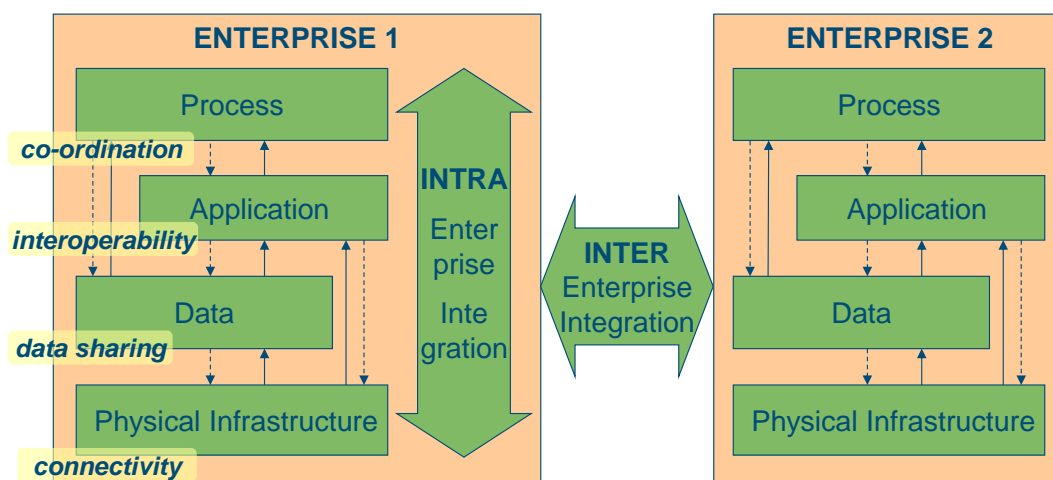 ENTERPRISE 1
Process
co-ordination
Application
interoperability
Data
data sharing
Physical Infrastructure
connectivity
INTRA
Enter
prise
Inte
gration
INTER
Enterprise
Integration
ENTERPRISE 2
Process
Application
Data
Physical Infrastructure